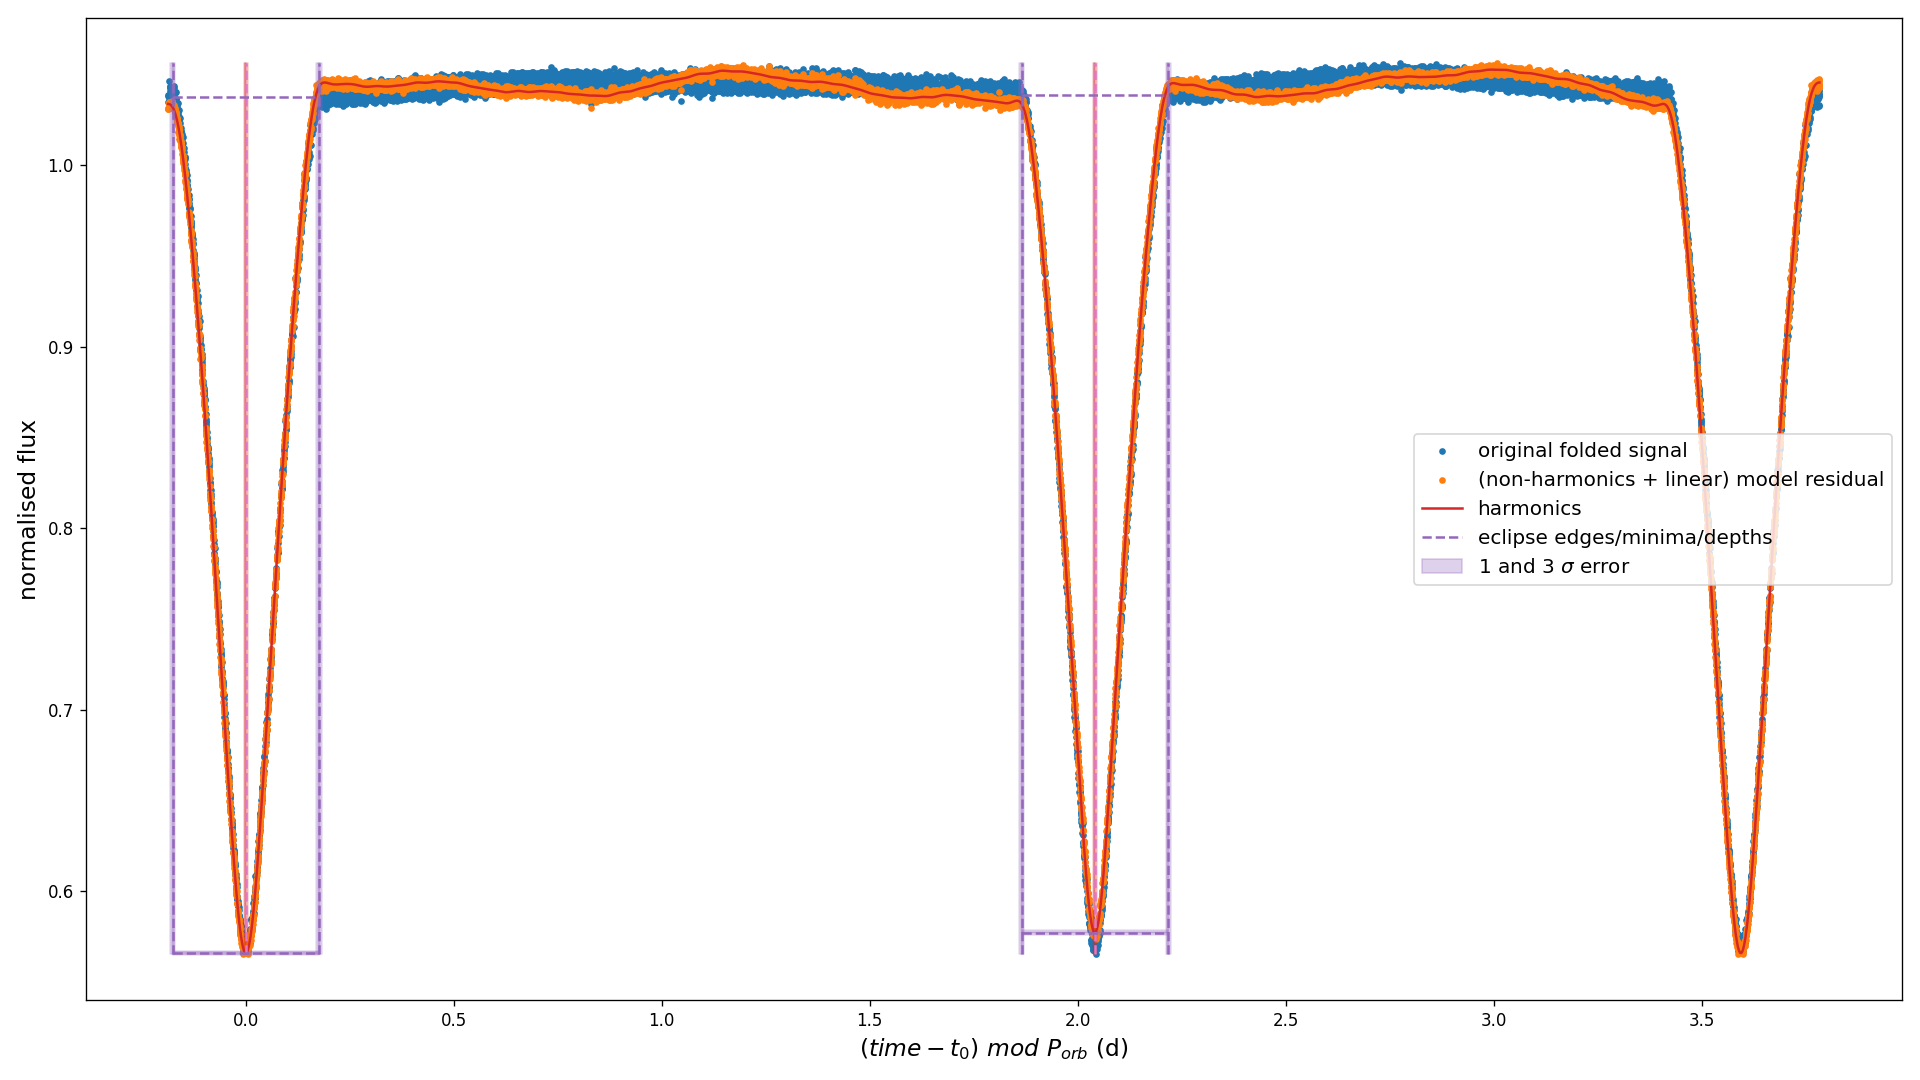 normalised flux
1.0
0.9
0.8
0.7
0.6
0.0 0.5 1.0 1.5 2.0 2.5 3.0 3.5
(time − t₀) mod Pₒᵣb (d)
original folded signal
(non-harmonics + linear) model residual
harmonics
eclipse edges/minima/depths
1 and 3 σ error